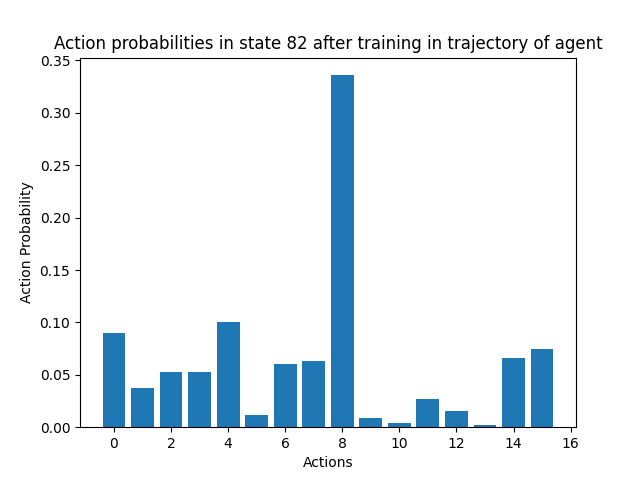 Action probabilities in state 82 after training in trajectory of agent
0.35
0.30
0.25
0.20
0.15
0.10
0.05
0.00
Action Probability
0 2 4 6 8 10 12 14 16
Actions